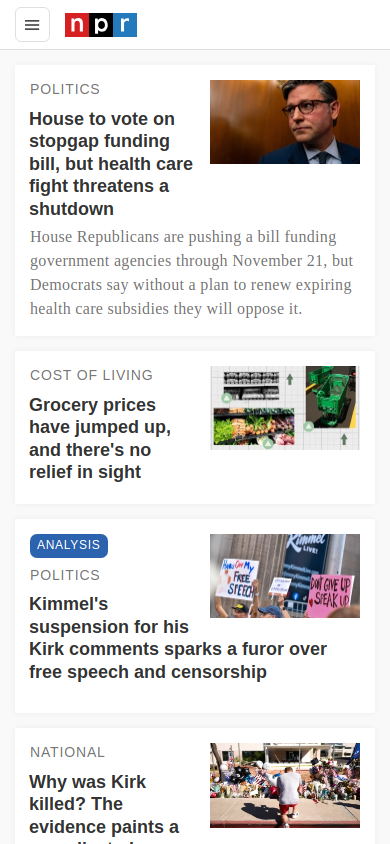 npr
POLITICS
House to vote on
stopgap funding
bill, but health care
fight threatens a
shutdown
House Republicans are pushing a bill funding
government agencies through November 21, but
Democrats say without a plan to renew expiring
health care subsidies they will oppose it.
COST OF LIVING
Grocery prices
have jumped up,
and there's no
relief in sight
ANALYSIS
POLITICS
Kimmel's
suspension for his
Kirk comments sparks a furor over
free speech and censorship
Kimmel
LIVE!
FREE
SPEECH
DON'T GIVE UP
SPEAK UP
NATIONAL
Why was Kirk
killed? The
evidence paints a